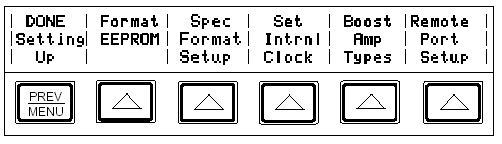 DONE | Format | Spec | Set | Boost | Remote
|Setting| EEPROM | Format | Intrnl | Amp | Port |
Up | | Setup | Clock | Types | Setup
PREV
MENU